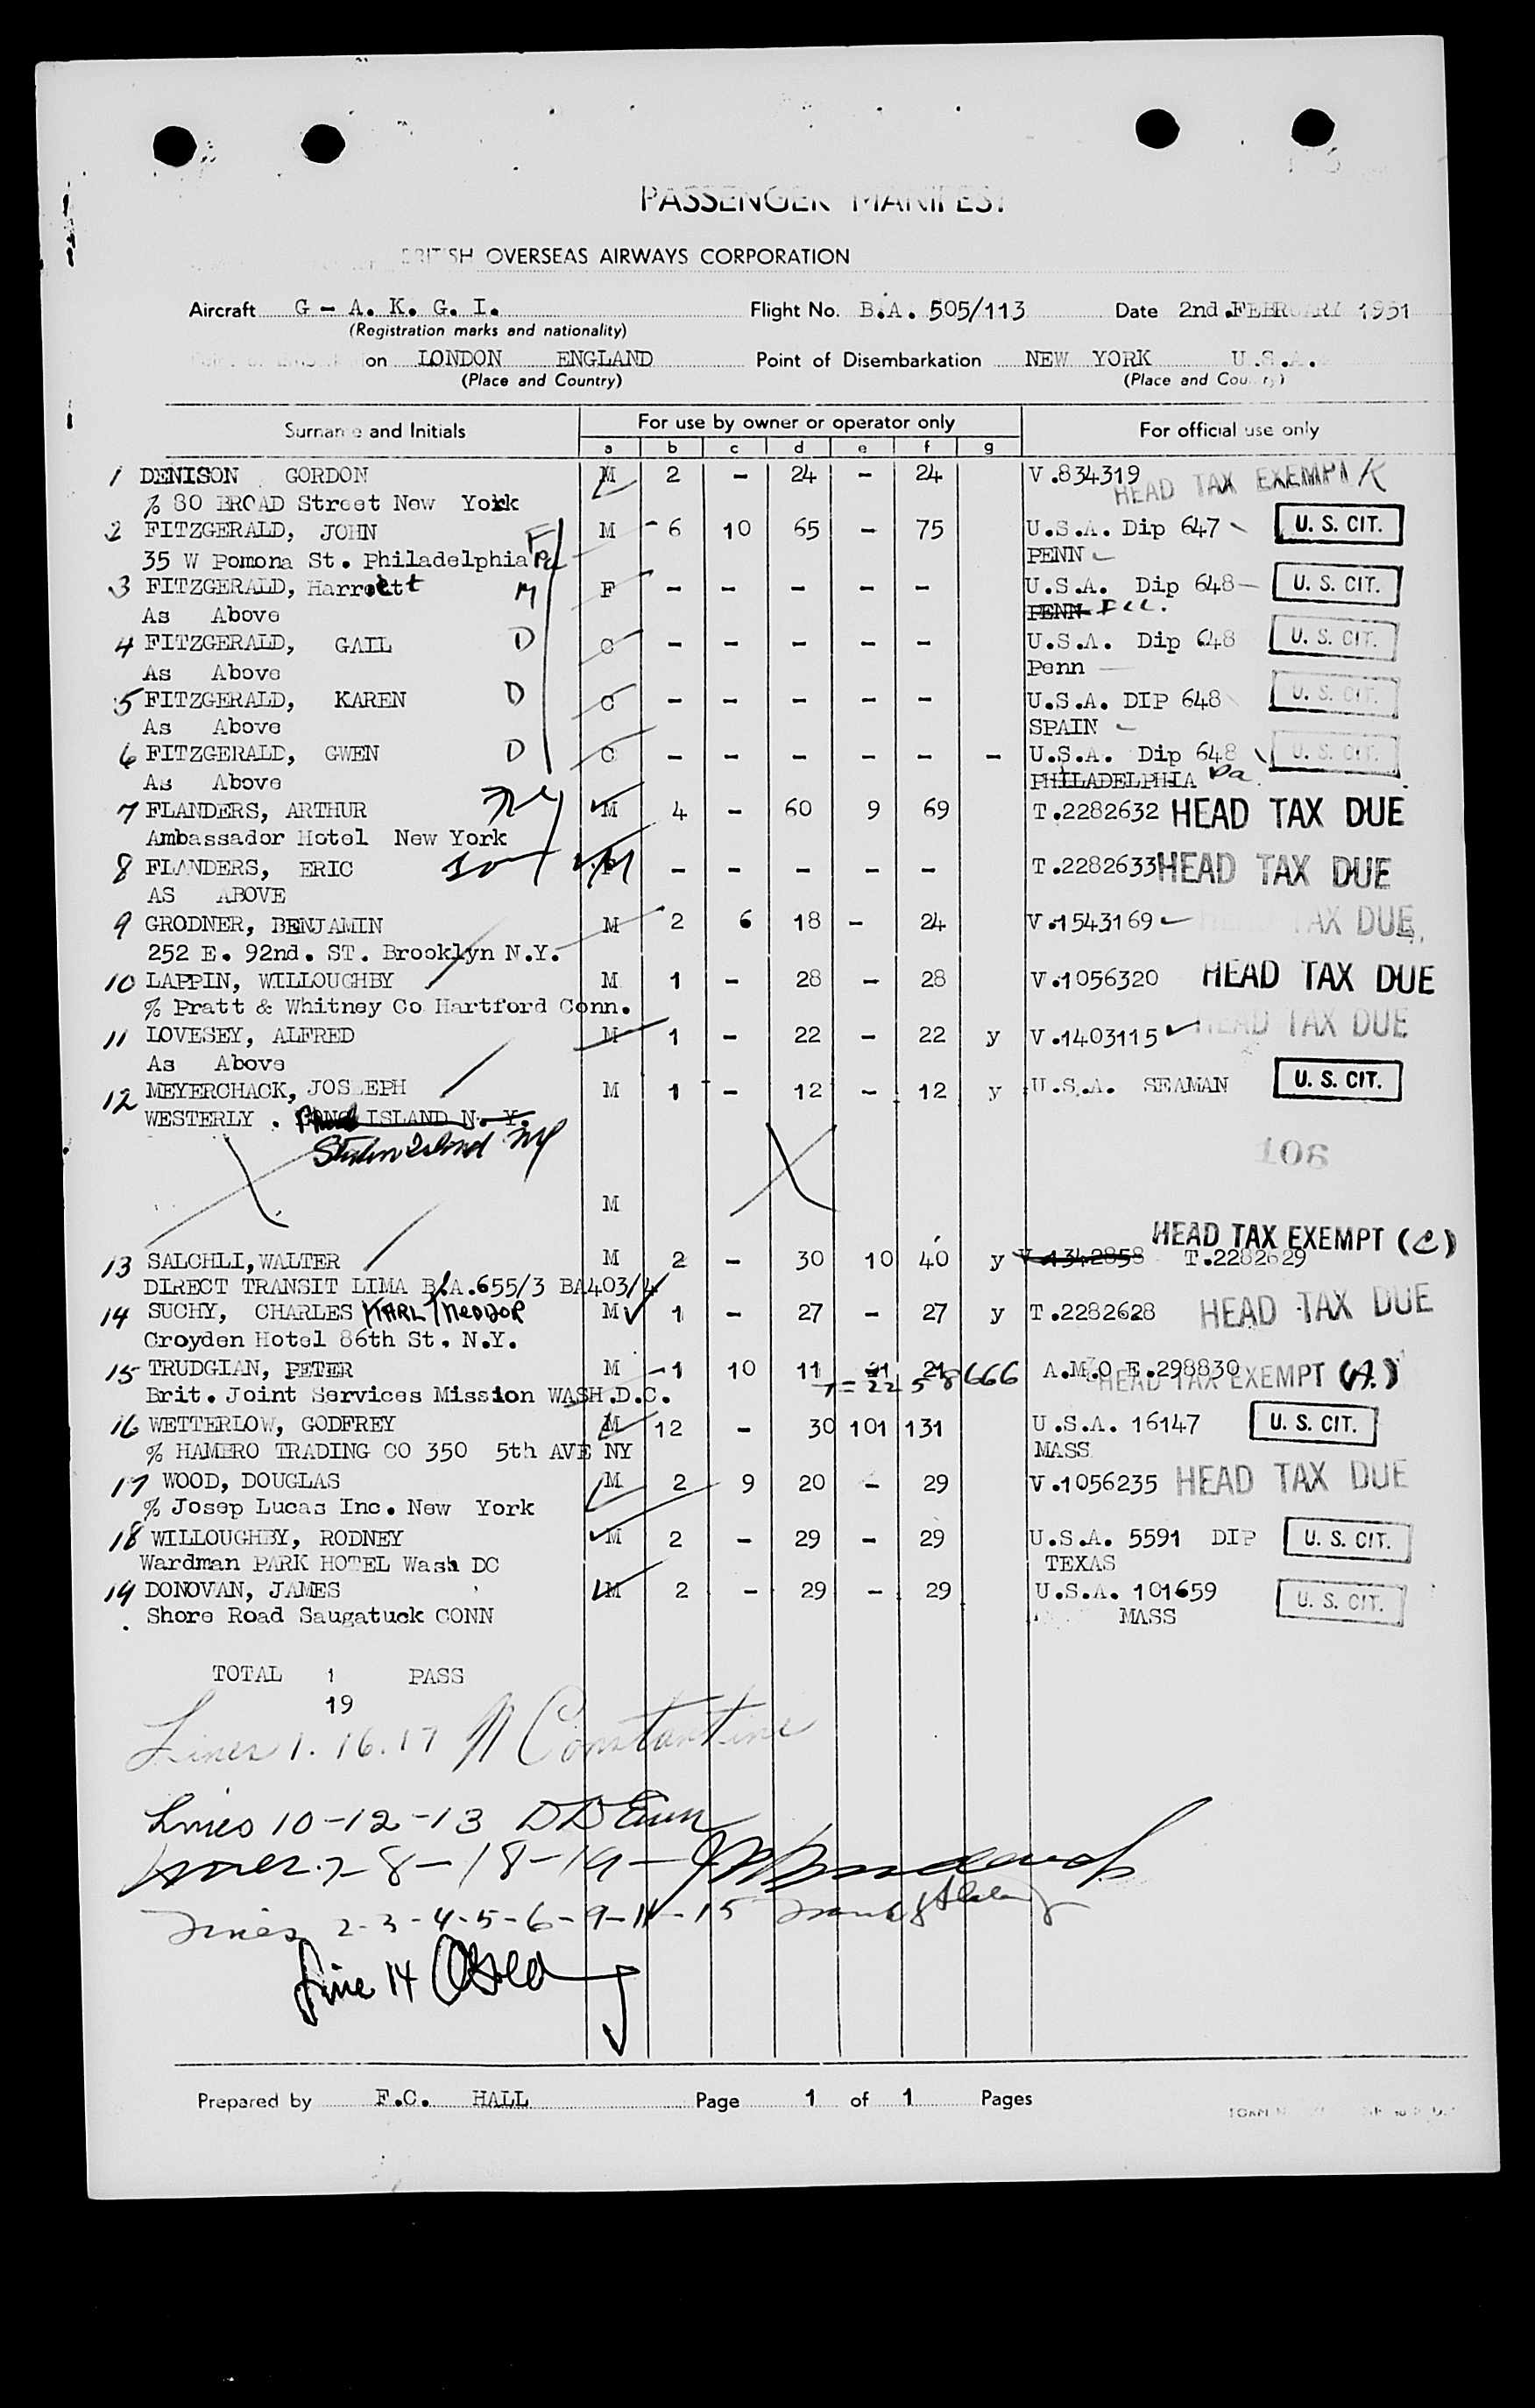 PASSENGER MANIFEST
BRITISH OVERSEAS AIRWAYS CORPORATION
Aircraft G - A. K. G. I. Flight No. B.A. 505/113 Date 2nd.FEBRUARY 1951
(Registration marks and nationality)
on LONDON ENGLAND Point of Disembarkation NEW YORK U.S.A.
(Place and Country) (Place and Country)
Surname and Initials For use by owner or operator only For official use only
a b c d e f g
1 DENISON GORDON M 2 - 24 - 24 V.834319 HEAD TAX EXEMPT K
% 80 BROAD Street New York
2 FITZGERALD, JOHN F M 6 10 65 - 75 U.S.A. Dip 647 U. S. CIT.
35 W Pomona St. Philadelphia Pa PENN
3 FITZGERALD, Harriett M F - - - - - U.S.A. Dip 648 U. S. CIT.
As Above PENN
4 FITZGERALD, GAIL D C - - - - - U.S.A. Dip 648 U. S. CIT.
As Above Penn
5 FITZGERALD, KAREN D C - - - - - U.S.A. DIP 648 U. S. CIT.
As Above SPAIN
6 FITZGERALD, GWEN D C - - - - - - U.S.A. Dip 648 U. S. CIT.
As Above PHILADELPHIA Pa.
7 FLANDERS, ARTHUR M 4 - 60 9 69 T.2282632 HEAD TAX DUE
Ambassador Hotel New York
8 FLANDERS, ERIC son M - - - - - T.2282633 HEAD TAX DUE
AS ABOVE
9 GRODNER, BENJAMIN M 2 6 18 - 24 V.1543169 HEAD TAX DUE
252 E. 92nd. ST. Brooklyn N.Y.
10 LAPPIN, WILLOUGHBY M 1 - 28 - 28 V.1056320 HEAD TAX DUE
% Pratt & Whitney Co Hartford Conn.
11 LOVESEY, ALFRED M 1 - 22 - 22 y V.1403115 HEAD TAX DUE
As Above
12 MEYERCHACK, JOSEPH M 1 - 12 - 12 y U.S.A. SEAMAN U. S. CIT.
WESTERLY . LONG ISLAND N. Y.
Staten Island NY
106
M
HEAD TAX EXEMPT (C)
13 SALCHLI, WALTER M 2 - 30 10 40 y V.1342858 T.2282629
DIRECT TRANSIT LIMA B.A.655/3 BA403/4
14 SUCHY, CHARLES KARL THEODOR M 1 - 27 - 27 y T.2282628 HEAD TAX DUE
Croyden Hotel 86th St. N.Y.
15 TRUDGIAN, PETER M 1 10 11 21 21 A.M.O E.298830 HEAD TAX EXEMPT (A.)
Brit. Joint Services Mission WASH.D.C. T=2258666
16 WETTERLOW, GODFREY M 12 - 30 101 131 U.S.A. 16147 U. S. CIT.
% HAMBRO TRADING CO 350 5th AVE NY MASS
17 WOOD, DOUGLAS M 2 9 20 - 29 V.1056235 HEAD TAX DUE
% Josep Lucas Inc. New York
18 WILLOUGHBY, RODNEY M 2 - 29 - 29 U.S.A. 5591 DIP U. S. CIT.
Wardman PARK HOTEL Wash DC TEXAS
19 DONOVAN, JAMES M 2 - 29 - 29 U.S.A. 101659 U. S. CIT.
Shore Road Saugatuck CONN MASS
TOTAL 1 PASS
19
Lines 1. 16. 17 Constantine
Lines 10-12-13
Lines 7-8-18-19-
Lines 2-3-4-5-6-9-11-15
Line 14
Prepared by F.C. HALL Page 1 of 1 Pages